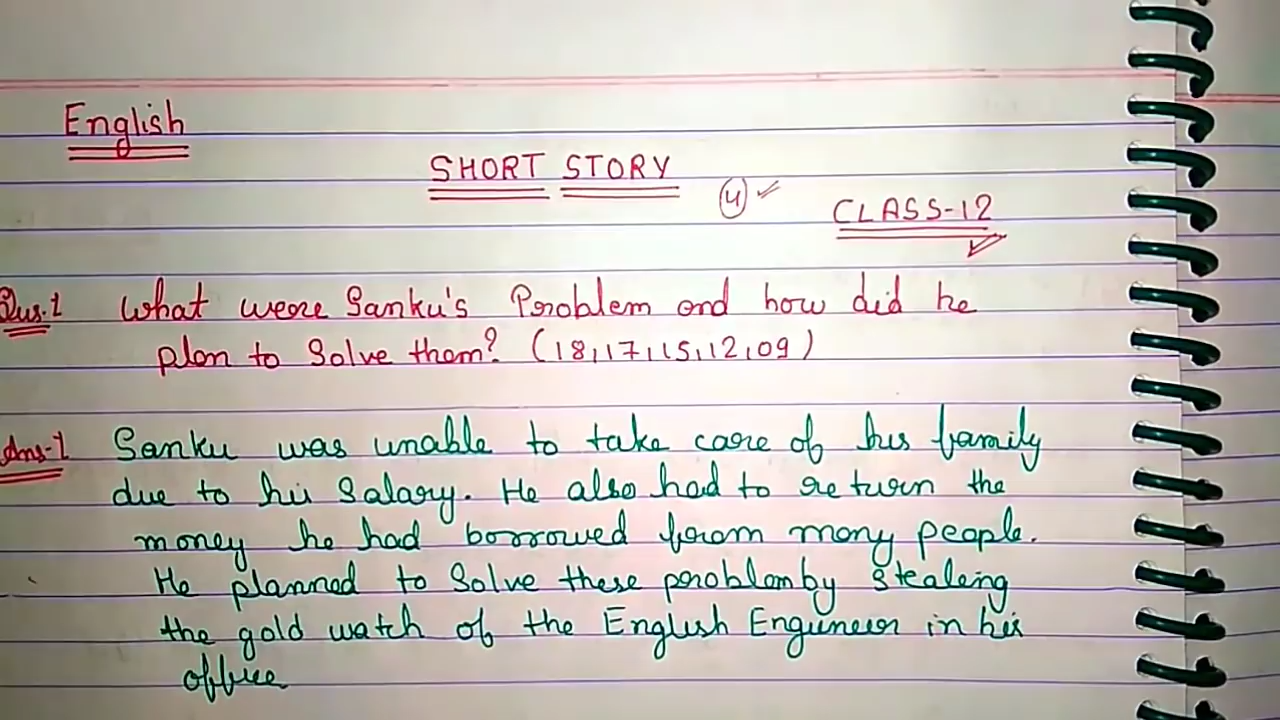 English
SHORT STORY
4
CLASS-12
Qus.1 What were Sanku's Problem and how did he
plan to Solve them? (18,17,15,12,09)
Ans-1 Sanku was unable to take care of his family
due to his Salary. He also had to return the
money he had borrowed from many people.
He planned to Solve these problem by stealeing
the gold watch of the English Engineer in his
office